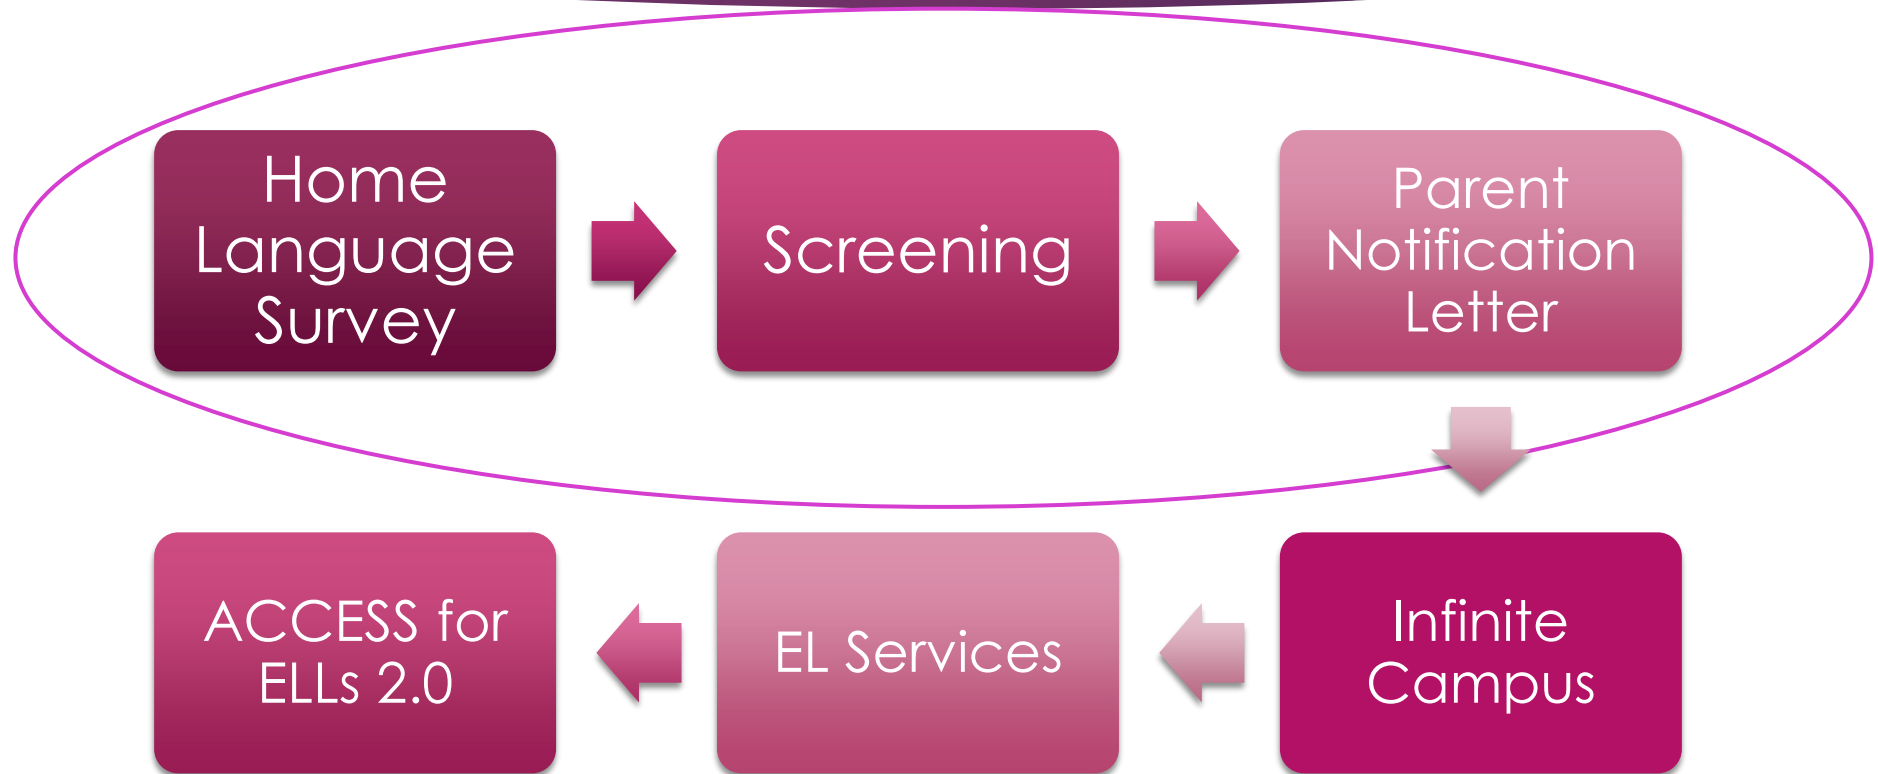 Home
Language
Survey
Screening
Parent
Notification
Letter
Infinite
Campus
EL Services
ACCESS for
ELLs 2.0